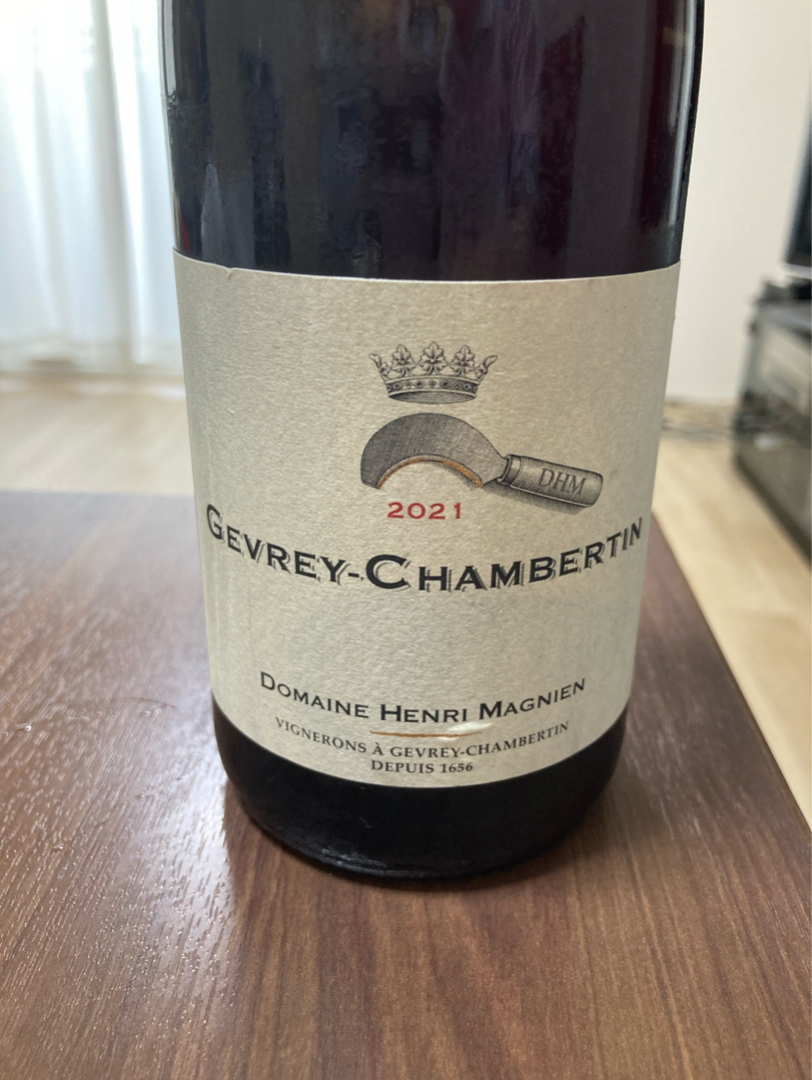 DHM
2021
GEVREY-CHAMBERTIN
DOMAINE HENRI MAGNIEN
VIGNERONS À GEVREY-CHAMBERTIN
DEPUIS 1656